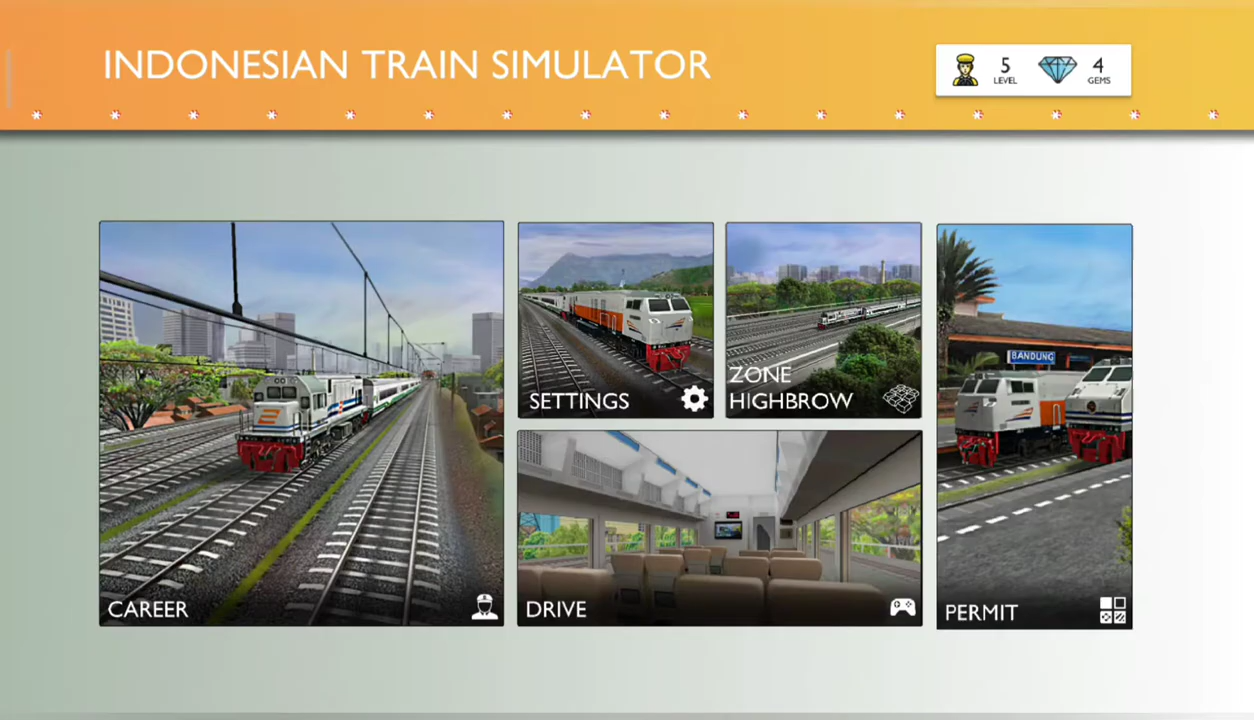 INDONESIAN TRAIN SIMULATOR
5
LEVEL
4
GEMS
CAREER
SETTINGS
ZONE
HIGHBROW
DRIVE
BANDUNG
PERMIT